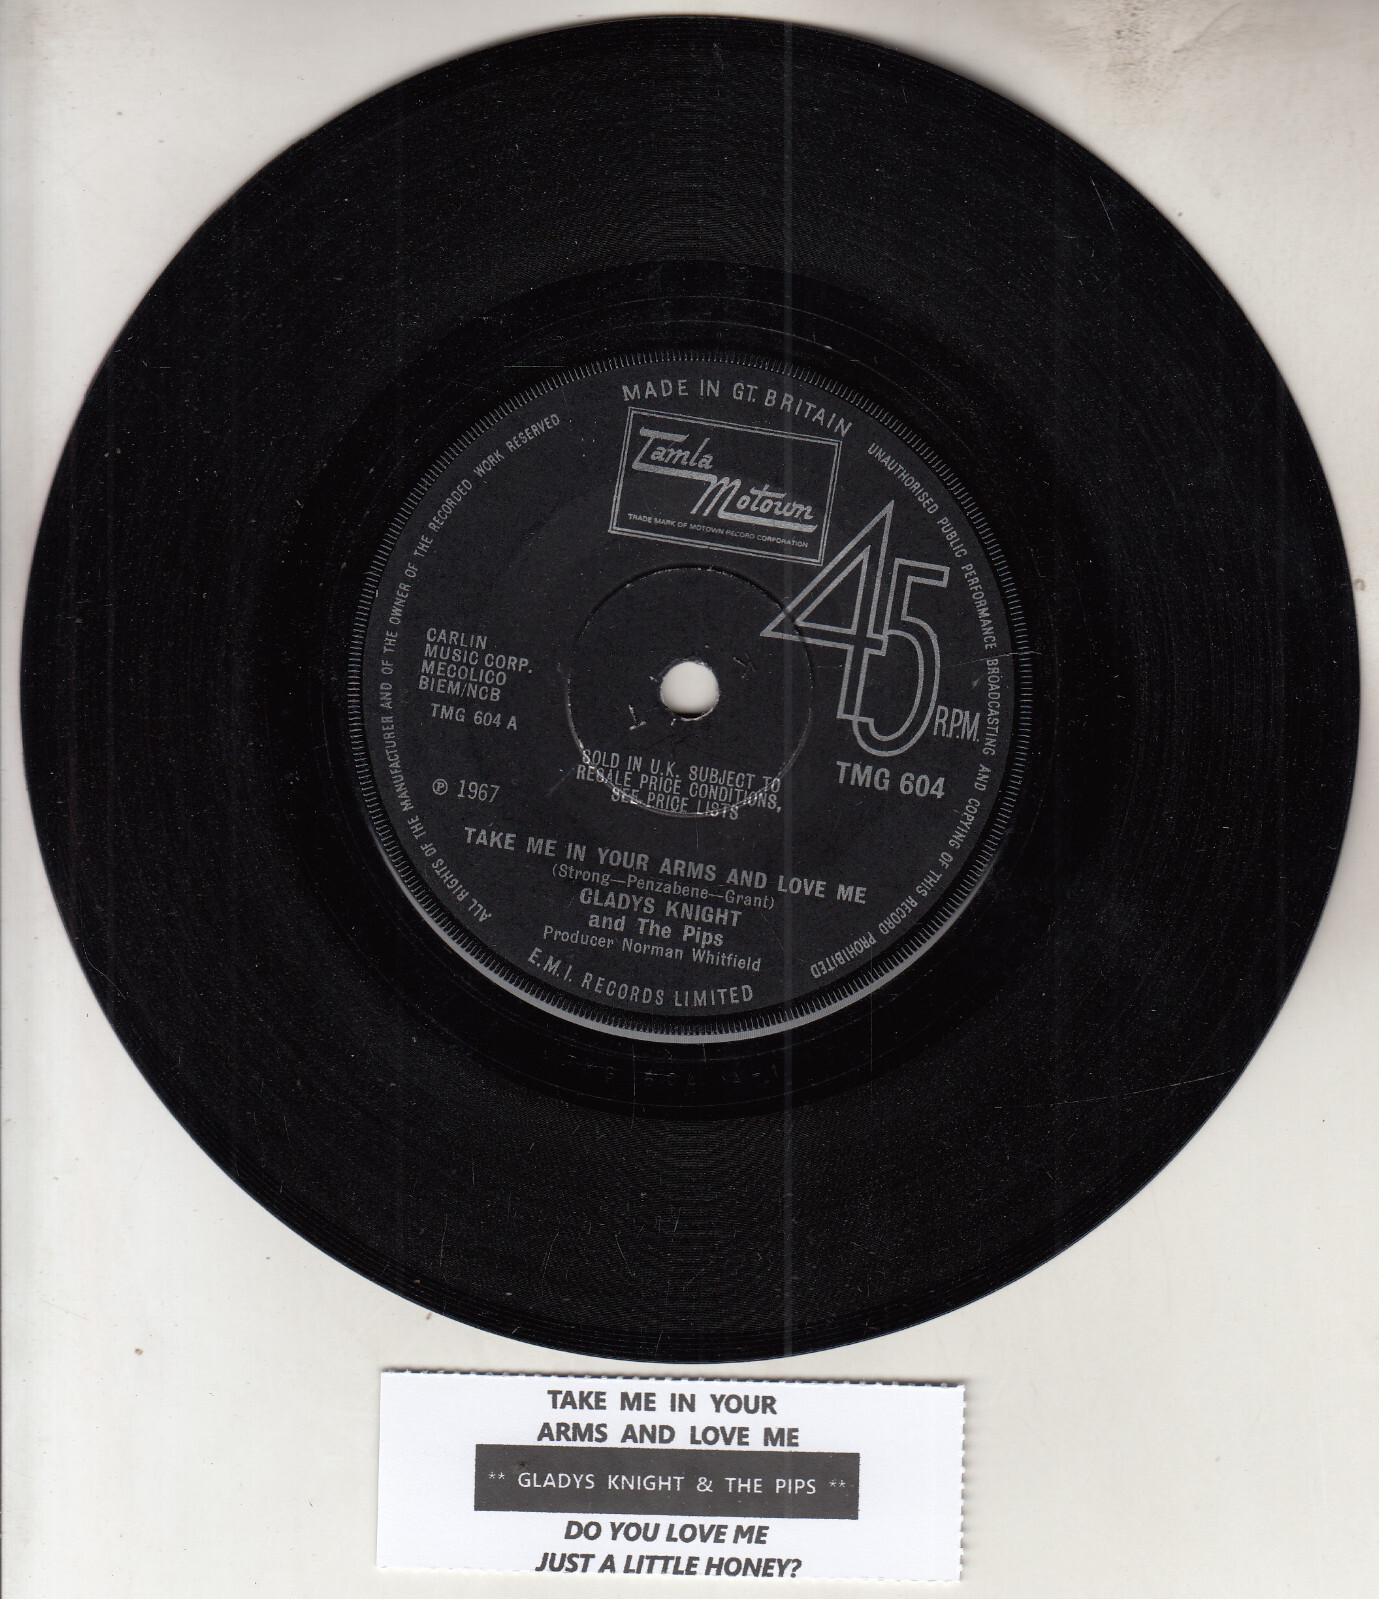 MADE IN GT. BRITAIN
Tamla
Motown
TRADE MARK OF MOTOWN RECORD CORPORATION
ALL RIGHTS OF THE MANUFACTURER AND OF THE OWNER OF THE RECORDED WORK RESERVED
UNAUTHORISED PUBLIC PERFORMANCE BROADCASTING AND COPYING OF THIS RECORD PROHIBITED
45
R.P.M.
TMG 604
CARLIN
MUSIC CORP.
MECOLICO
BIEM/NCB
TMG 604 A
℗ 1967
SOLD IN U.K. SUBJECT TO
RESALE PRICE CONDITIONS,
SEE PRICE LISTS
TAKE ME IN YOUR ARMS AND LOVE ME
(Strong—Penzabene—Grant)
GLADYS KNIGHT
and The Pips
Producer Norman Whitfield
E.M.I. RECORDS LIMITED
TAKE ME IN YOUR
ARMS AND LOVE ME
** GLADYS KNIGHT & THE PIPS **
DO YOU LOVE ME
JUST A LITTLE HONEY?